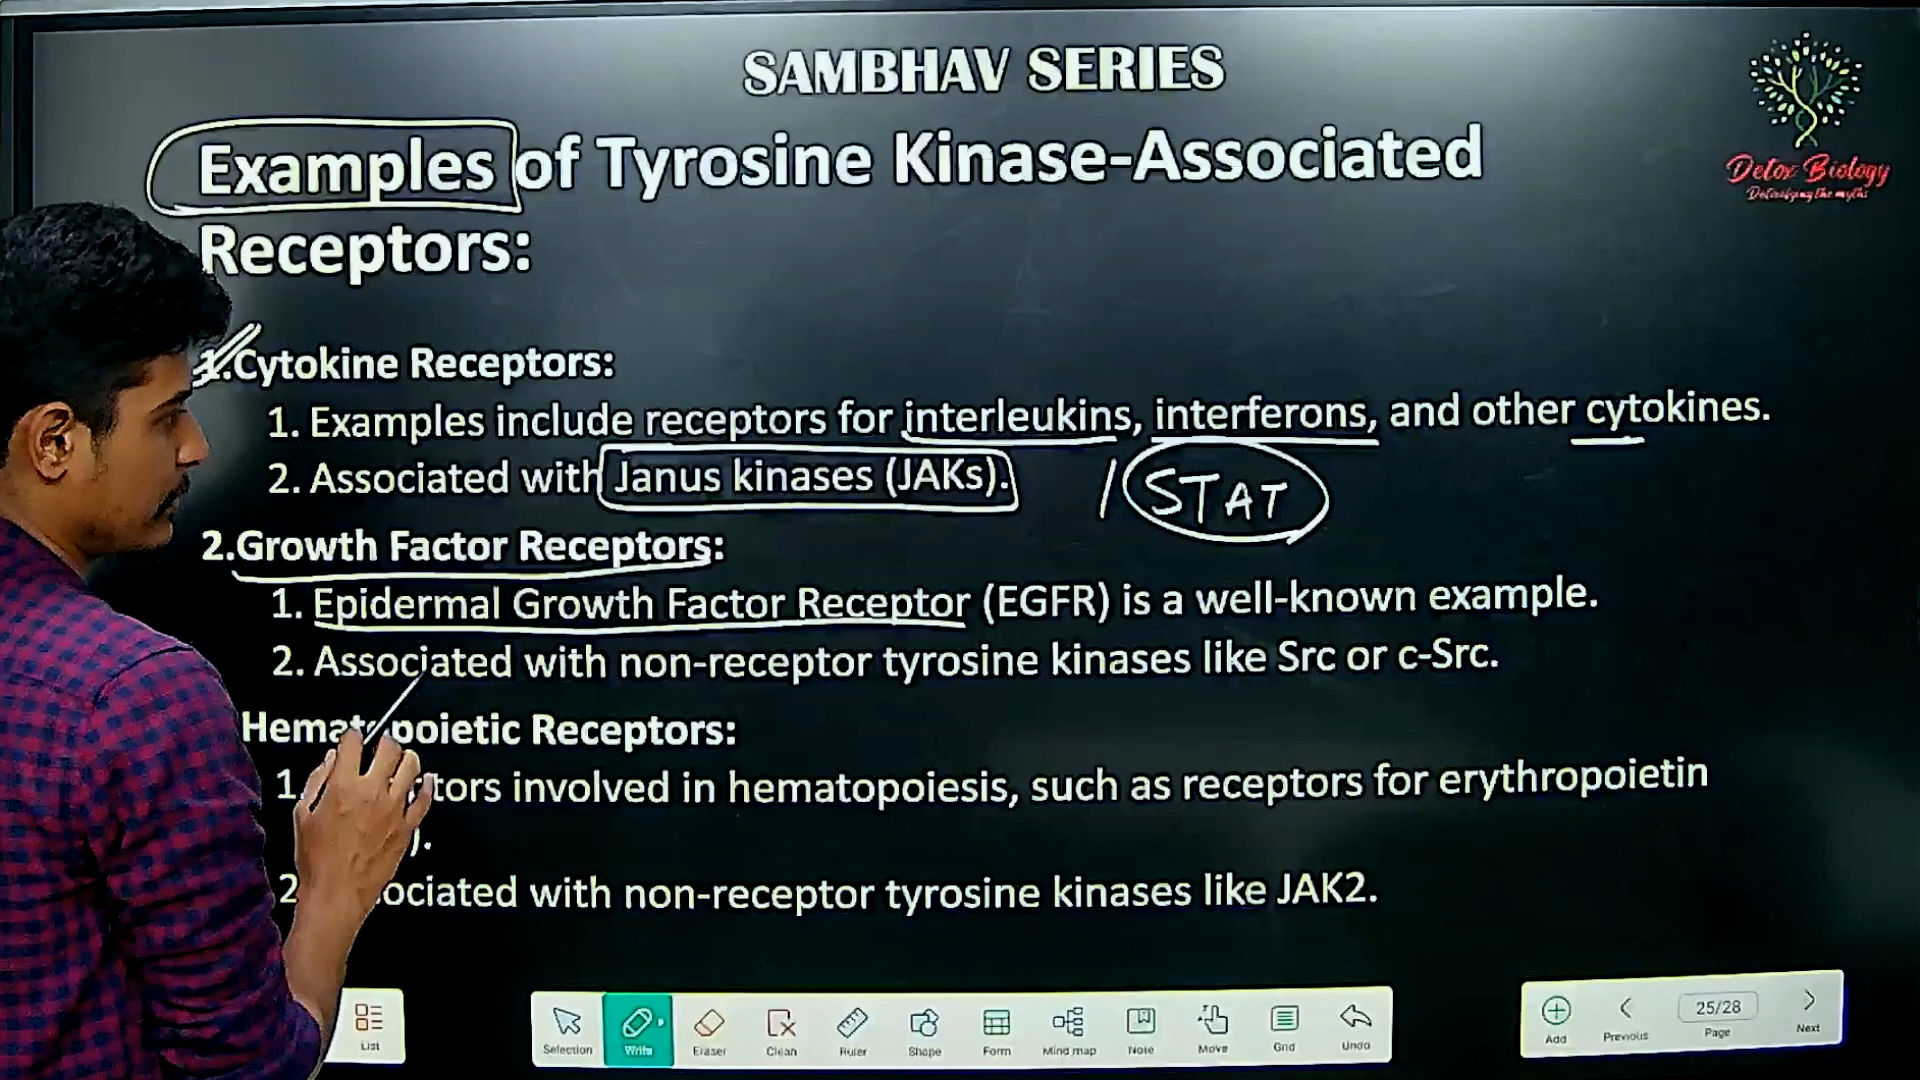 SAMBHAV SERIES
Detox Biology
Detoxifying the myths
Examples of Tyrosine Kinase-Associated
Receptors:
1.Cytokine Receptors:
1. Examples include receptors for interleukins, interferons, and other cytokines.
2. Associated with Janus kinases (JAKs). / STAT
2.Growth Factor Receptors:
1. Epidermal Growth Factor Receptor (EGFR) is a well-known example.
2. Associated with non-receptor tyrosine kinases like Src or c-Src.
Receptors:
1. involved in hematopoiesis, such as receptors for erythropoietin
).
2 with non-receptor tyrosine kinases like JAK2.
List
Selection Write Eraser Clean Ruler Shape Form Mind map Note Move Grid Undo
Add Previous 25/28 Page Next